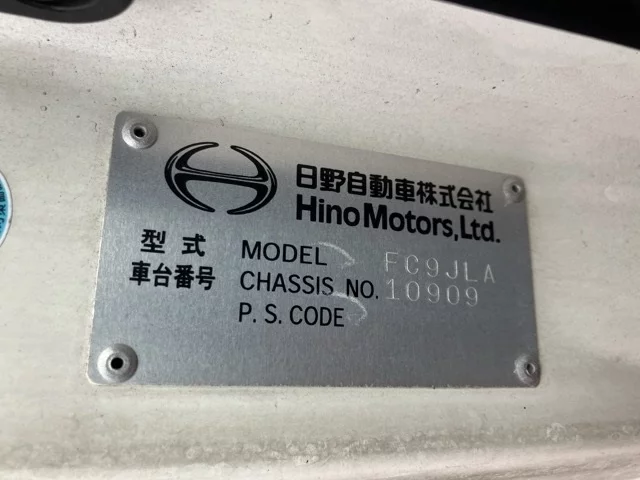 日野自動車株式会社
Hino Motors, Ltd.
型式 MODEL FC9JLA
車台番号 CHASSIS NO. 10909
P. S. CODE